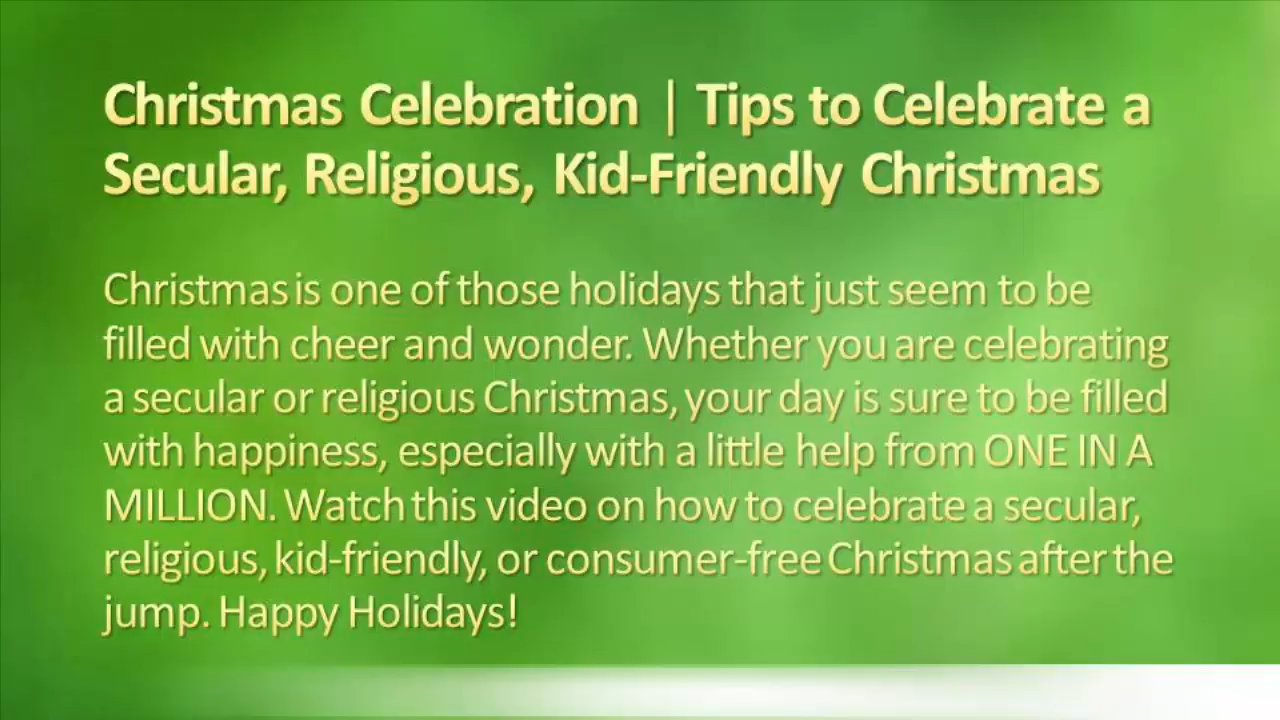 Christmas Celebration | Tips to Celebrate a
Secular, Religious, Kid-Friendly Christmas
Christmas is one of those holidays that just seem to be
filled with cheer and wonder. Whether you are celebrating
a secular or religious Christmas, your day is sure to be filled
with happiness, especially with a little help from ONE IN A
MILLION. Watch this video on how to celebrate a secular,
religious, kid-friendly, or consumer-free Christmas after the
jump. Happy Holidays!